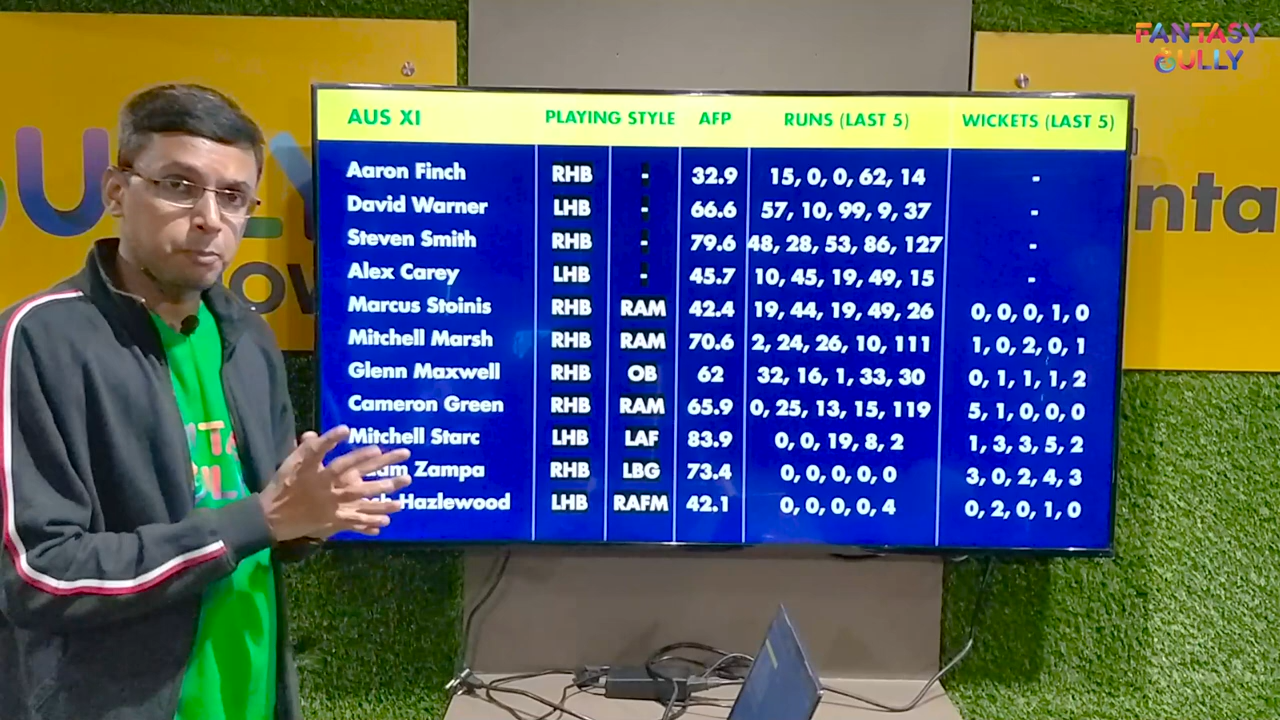 FANTASY
GULLY
AUS XI PLAYING STYLE AFP RUNS (LAST 5) WICKETS (LAST 5)
Aaron Finch RHB - 32.9 15, 0, 0, 62, 14 -
David Warner LHB - 66.6 57, 10, 99, 9, 37 -
Steven Smith RHB - 79.6 48, 28, 53, 86, 127 -
Alex Carey LHB - 45.7 10, 45, 19, 49, 15 -
Marcus Stoinis RHB RAM 42.4 19, 44, 19, 49, 26 0, 0, 0, 1, 0
Mitchell Marsh RHB RAM 70.6 2, 24, 26, 10, 111 1, 0, 2, 0, 1
Glenn Maxwell RHB OB 62 32, 16, 1, 33, 30 0, 1, 1, 1, 2
Cameron Green RHB RAM 65.9 0, 25, 13, 15, 119 5, 1, 0, 0, 0
Mitchell Starc LHB LAF 83.9 0, 0, 19, 8, 2 1, 3, 3, 5, 2
Zampa RHB LBG 73.4 0, 0, 0, 0, 0 3, 0, 2, 4, 3
Hazlewood LHB RAFM 42.1 0, 0, 0, 0, 4 0, 2, 0, 1, 0
nta